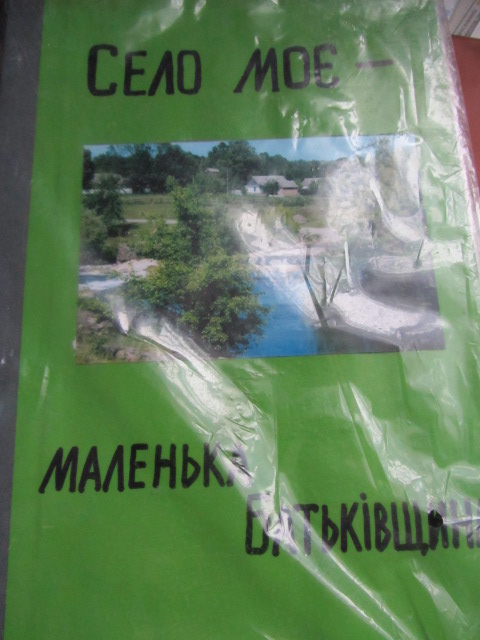 Село моє –
маленька
Батьківщина